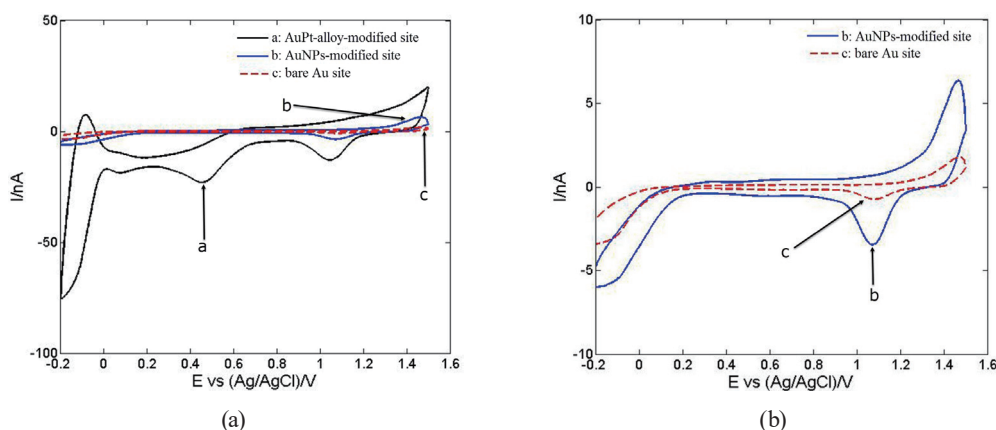 50
0
-50
-100
I/nA
a: AuPt-alloy-modified site
b: AuNPs-modified site
c: bare Au site
b
c
a
-0.2 0 0.2 0.4 0.6 0.8 1 1.2 1.4 1.6
E vs (Ag/AgCl)/V
(a)
10
5
0
-5
-10
I/nA
b: AuNPs-modified site
c: bare Au site
c
b
-0.2 0 0.2 0.4 0.6 0.8 1 1.2 1.4 1.6
E vs (Ag/AgCl)/V
(b)